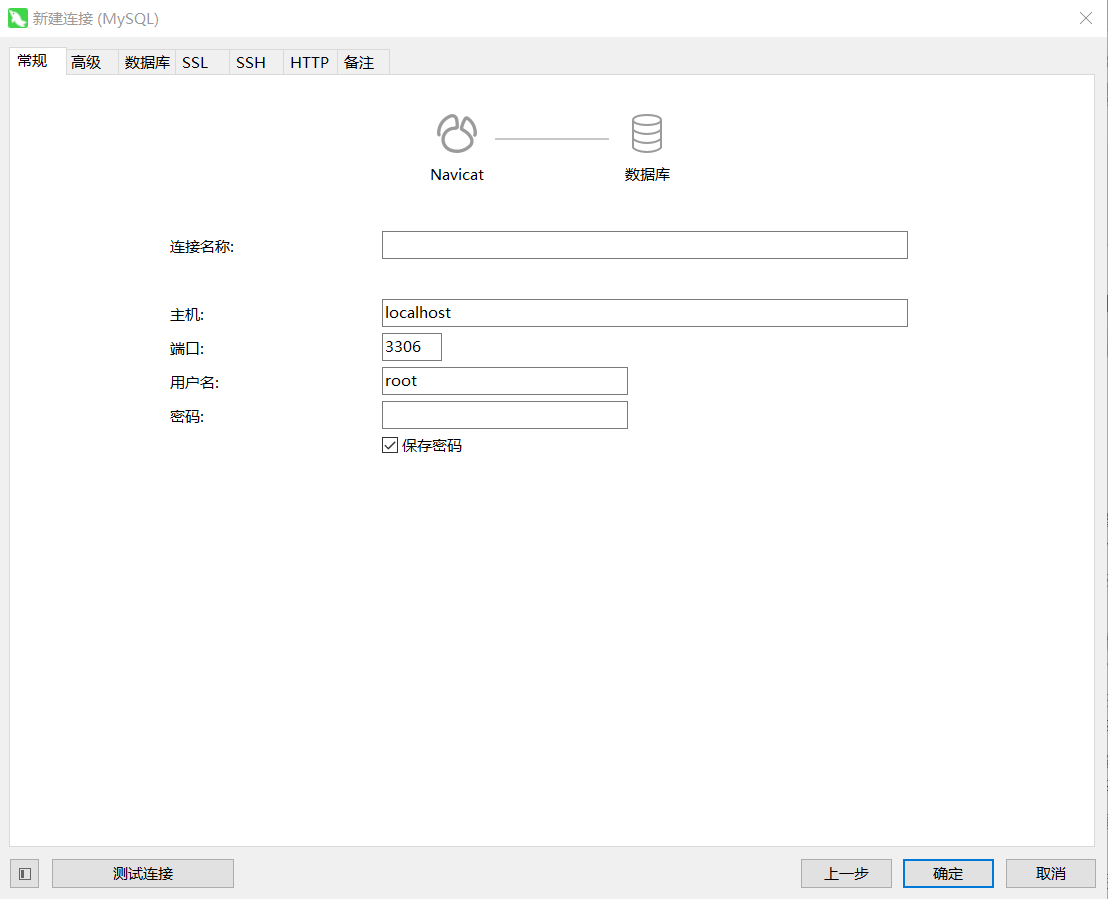 新建连接 (MySQL)
常规 高级 数据库 SSL SSH HTTP 备注
Navicat 数据库
连接名称:
主机: localhost
端口: 3306
用户名: root
密码:
保存密码
测试连接 上一步 确定 取消